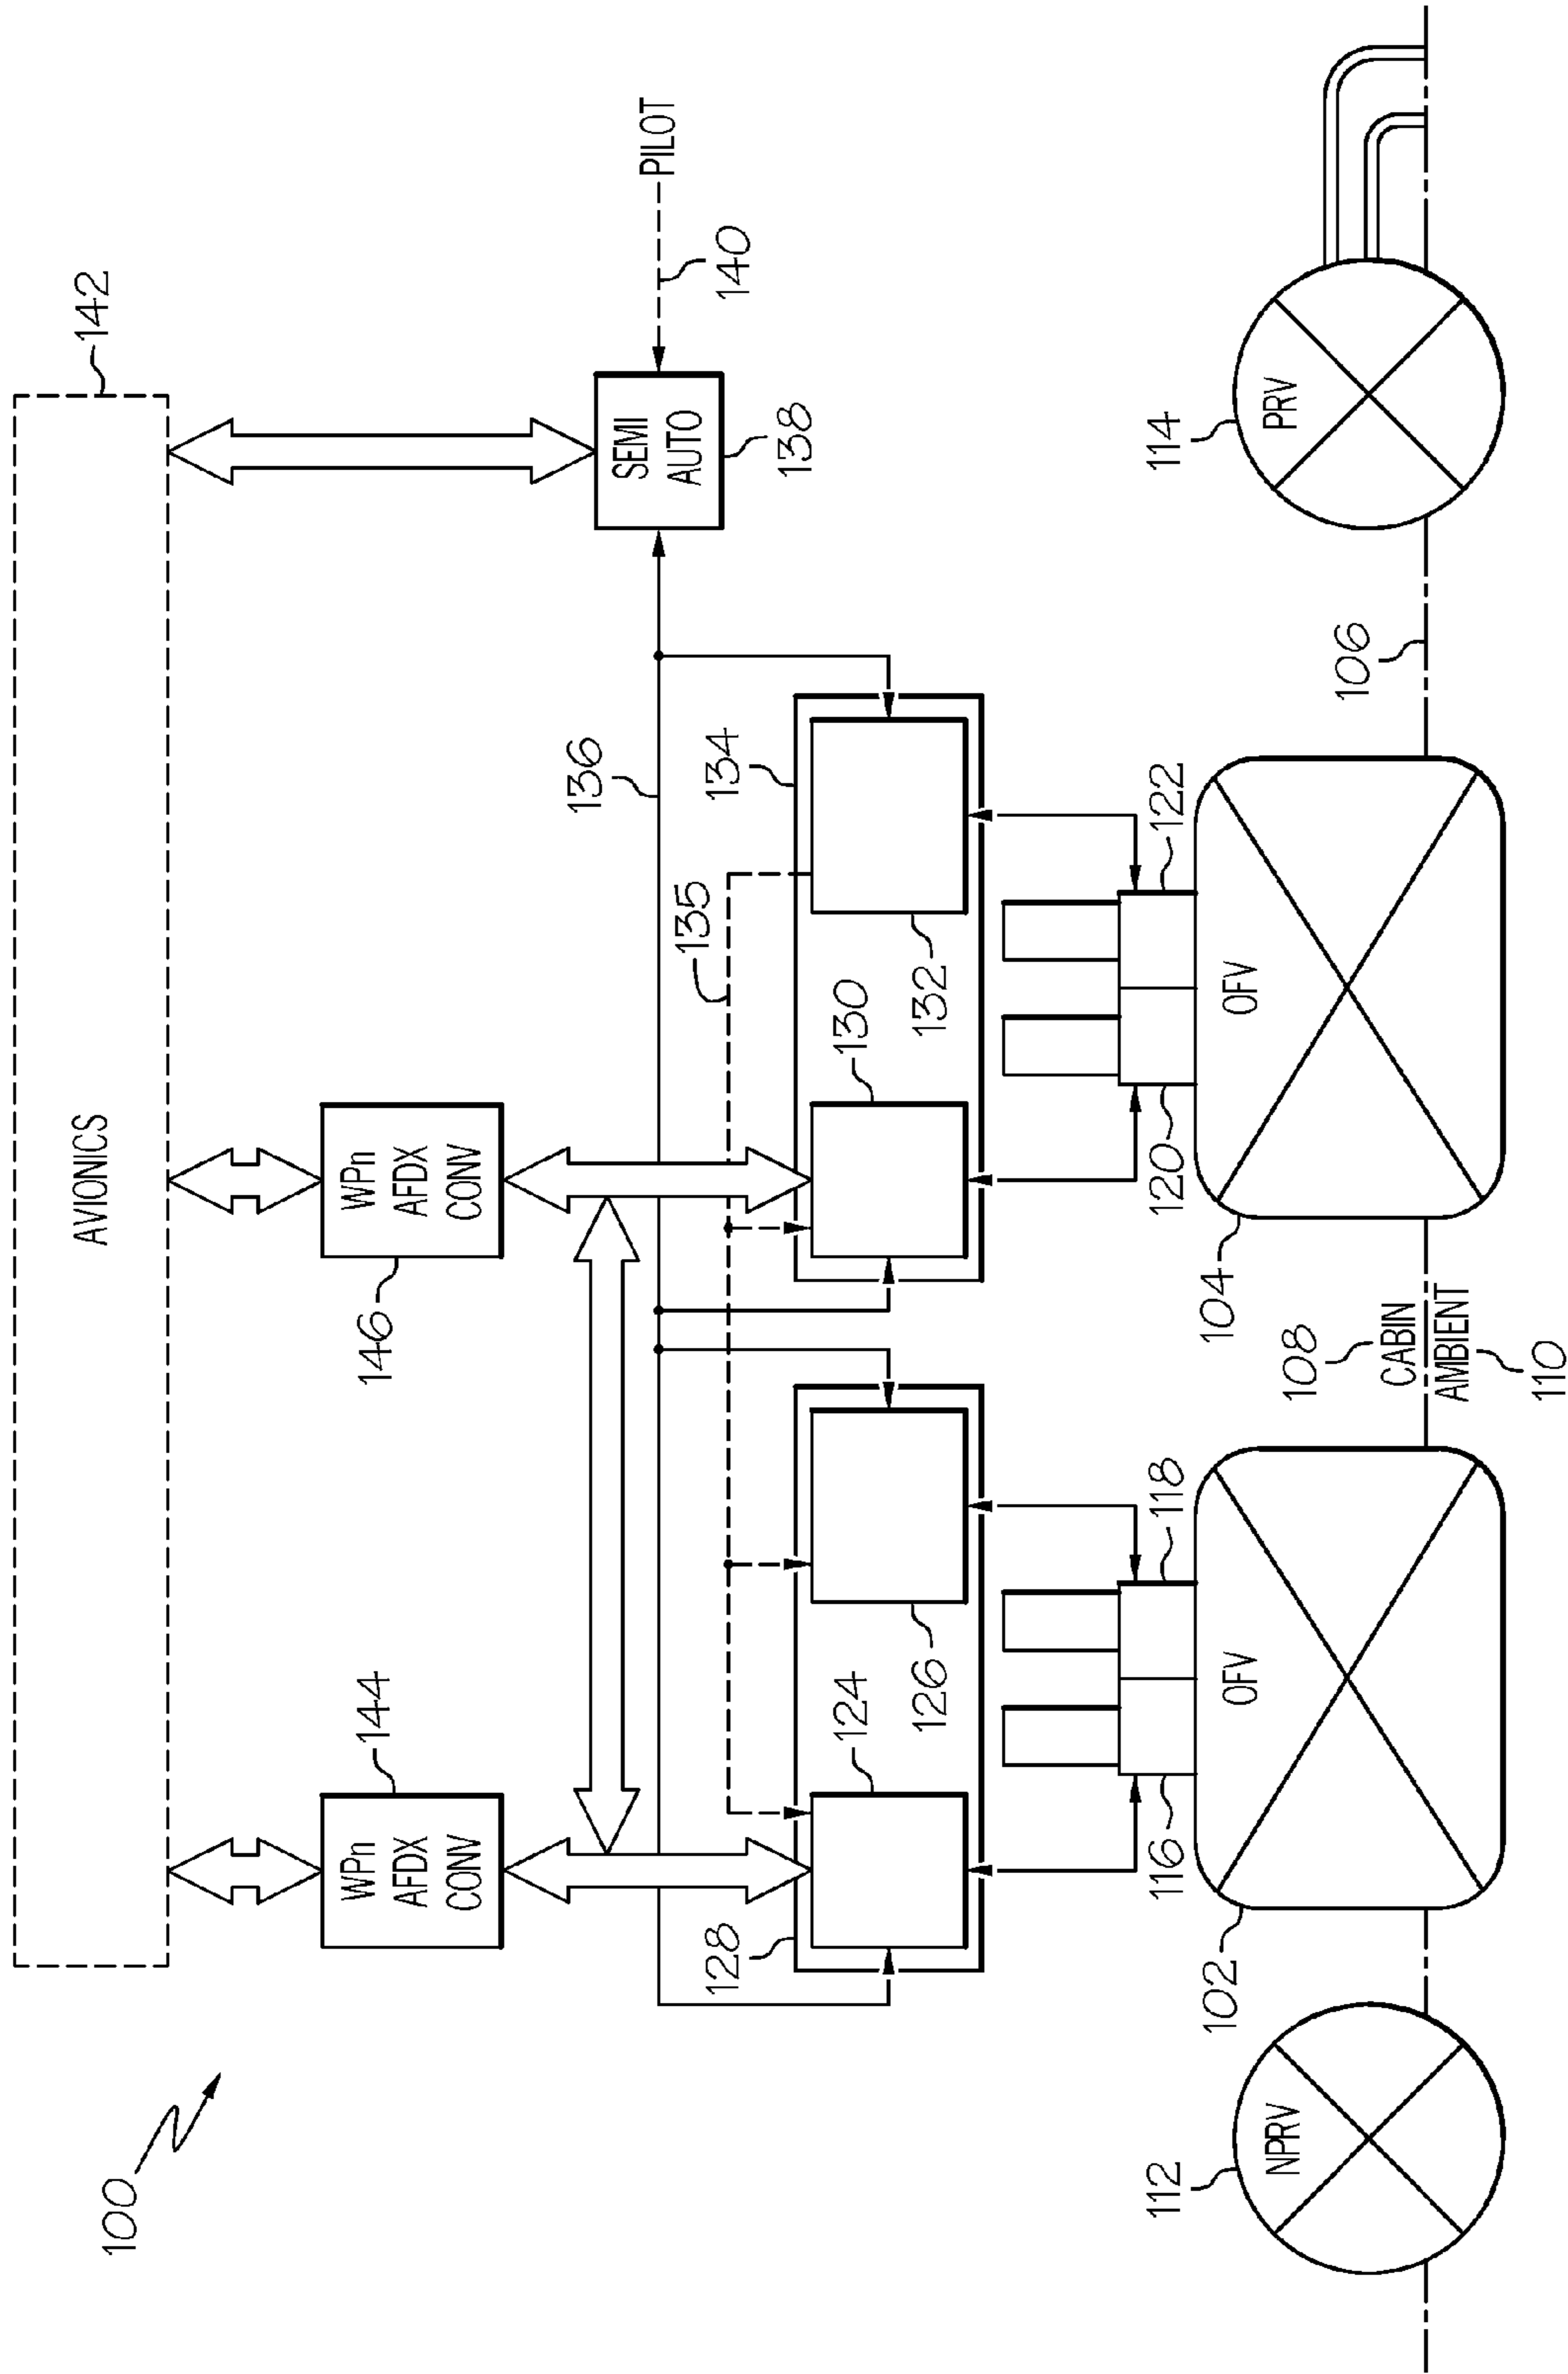 100
AVIONICS
142
144
WPn
AFDX
CONV
146
WPn
AFDX
CONV
136
SEMI
AUTO
138
PILOT
140
135
128
124
126
130
132
134
116
118
120
122
112
NPRV
102
OFV
108
CABIN
AMBIENT
110
104
OFV
106
114
PRV